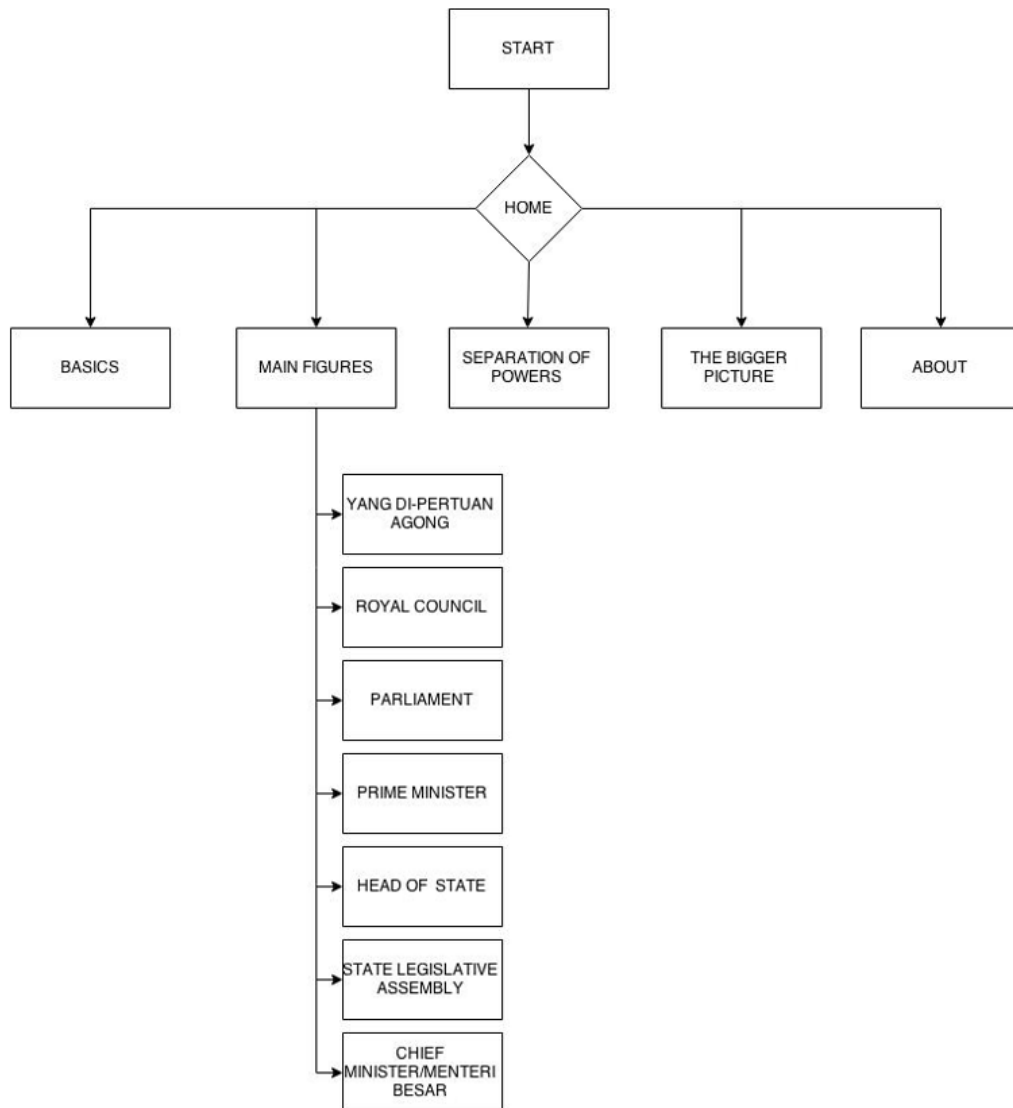 START
HOME
BASICS
MAIN FIGURES
SEPARATION OF
POWERS
THE BIGGER
PICTURE
ABOUT
YANG DI-PERTUAN
AGONG
ROYAL COUNCIL
PARLIAMENT
PRIME MINISTER
HEAD OF STATE
STATE LEGISLATIVE
ASSEMBLY
CHIEF
MINISTER/MENTERI
BESAR